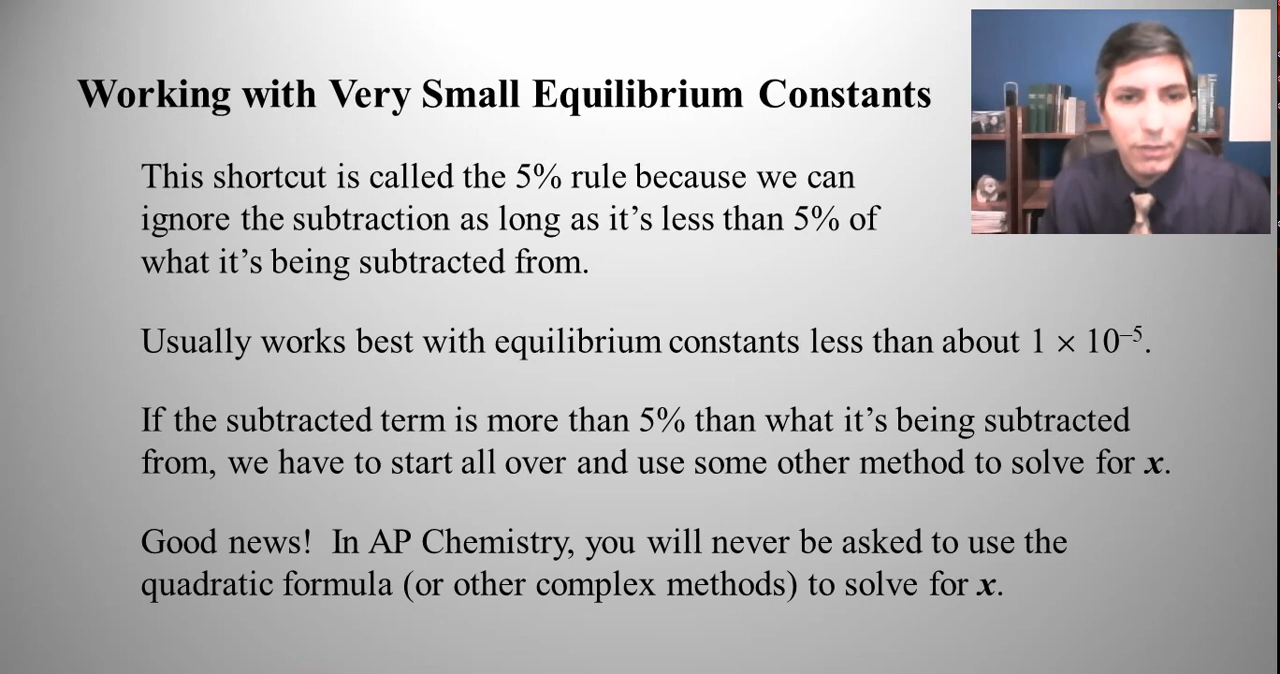 Working with Very Small Equilibrium Constants
This shortcut is called the 5% rule because we can
ignore the subtraction as long as it’s less than 5% of
what it’s being subtracted from.
Usually works best with equilibrium constants less than about 1 × 10⁻⁵.
If the subtracted term is more than 5% than what it’s being subtracted
from, we have to start all over and use some other method to solve for x.
Good news!  In AP Chemistry, you will never be asked to use the
quadratic formula (or other complex methods) to solve for x.